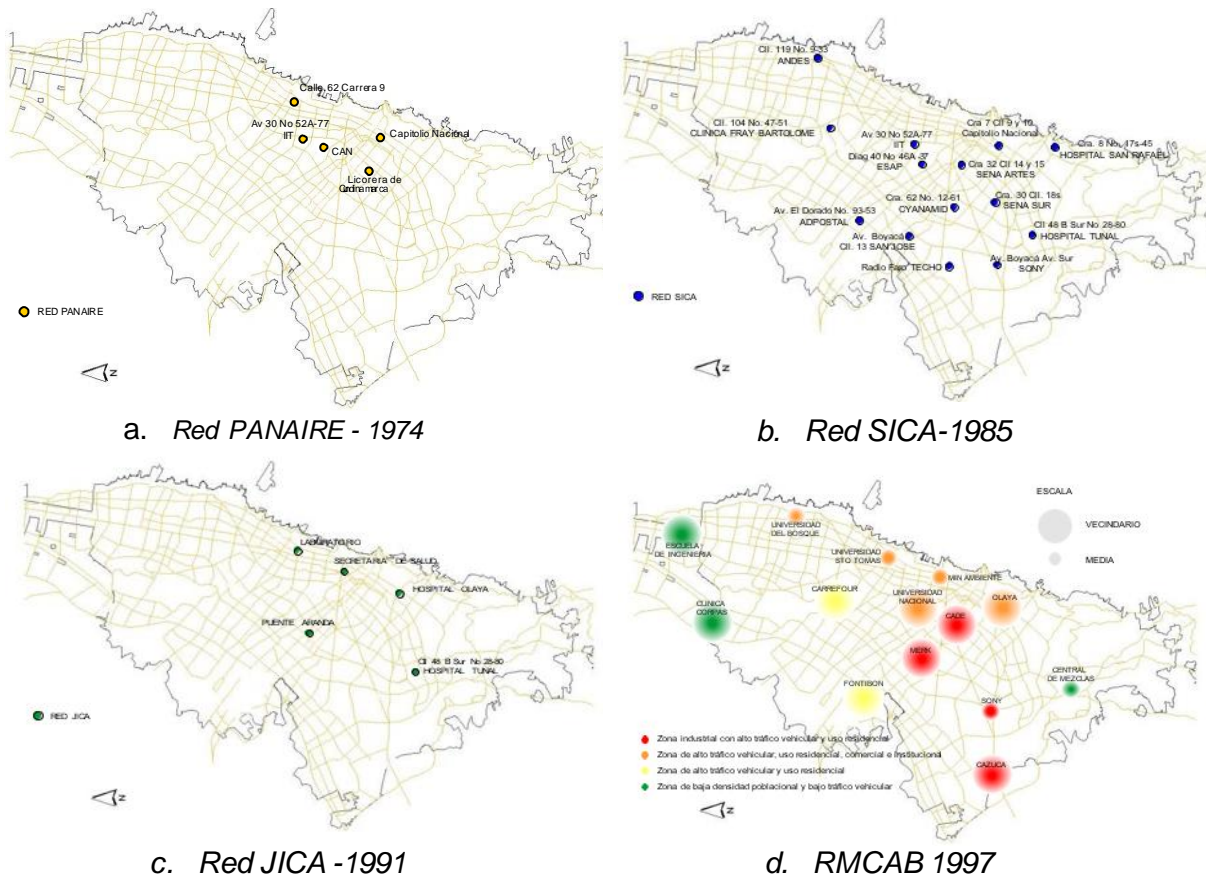 Calle 62 Carrera 9
Av 30 No 52A-77
IIT
CAN
Capitolio Nacional
Licorera de
RED PANAIRE
N
a. Red PANAIRE - 1974
Cll. 119 No. 9-33
ANDES
Cll. 104 No. 47-51
CLINICA FRAY BARTOLOME
Av 30 No 52A-77
IIT
Diag 40 No 46A -37
ESAP
Cra 7 Cll 9 y 10
Capitolio Nacional
Cra. 8 No. 17s-45
HOSPITAL SAN RAFAEL
Cra 32 Cll 14 y 15
SENA ARTES
Cra. 62 No. 12-61
CYANAMID
Cra. 30 Cll. 18s
SENA SUR
Av. El Dorado No. 93-53
ADPOSTAL
Av. Boyacá
Cll. 13 SAN JOSE
Cll 48 B Sur No 28-80
HOSPITAL TUNAL
Radio Faro TECHO
Av. Boyacá Av. Sur
SONY
RED SICA
N
b. Red SICA-1985
LABORATORIO
SECRETARIA DE SALUD
HOSPITAL OLAYA
PUENTE ARANDA
Cll 48 B Sur No 28-80
HOSPITAL TUNAL
RED JICA
N
c. Red JICA -1991
ESCALA
VECINDARIO
MEDIA
UNIVERSIDAD
DEL BOSQUE
ESCUELA
DE INGENIERIA
UNIVERSIDAD
STO TOMAS
MIN AMBIENTE
CARREFOUR
UNIVERSIDAD
NACIONAL
OLAYA
CLINICA
CORPAS
CADE
MERK
CENTRAL
DE MEZCLAS
FONTIBON
SONY
CAZUCA
Zona industrial con alto tráfico vehicular y uso residencial
Zona de alto tráfico vehicular, uso residencial, comercial e Institucional
Zona de alto tráfico vehicular y uso residencial
Zona de baja densidad poblacional y bajo tráfico vehicular
N
d. RMCAB 1997